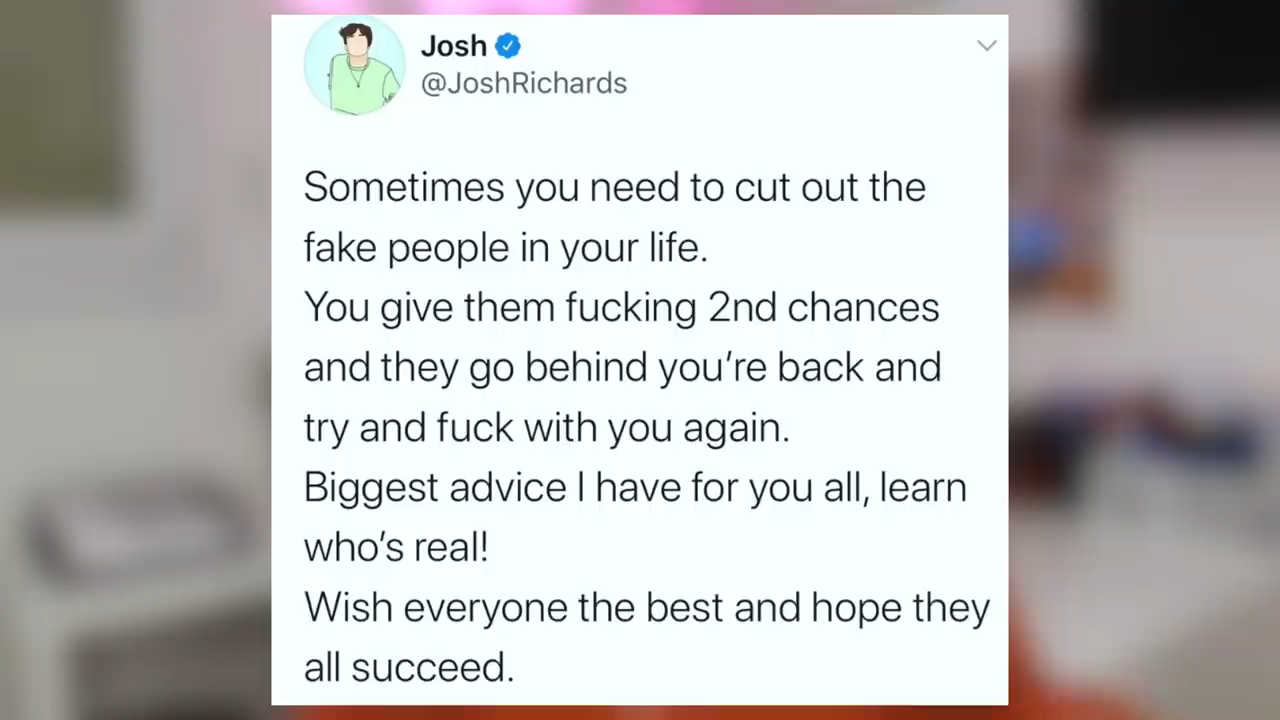 Josh
@JoshRichards
Sometimes you need to cut out the
fake people in your life.
You give them fucking 2nd chances
and they go behind you're back and
try and fuck with you again.
Biggest advice I have for you all, learn
who's real!
Wish everyone the best and hope they
all succeed.